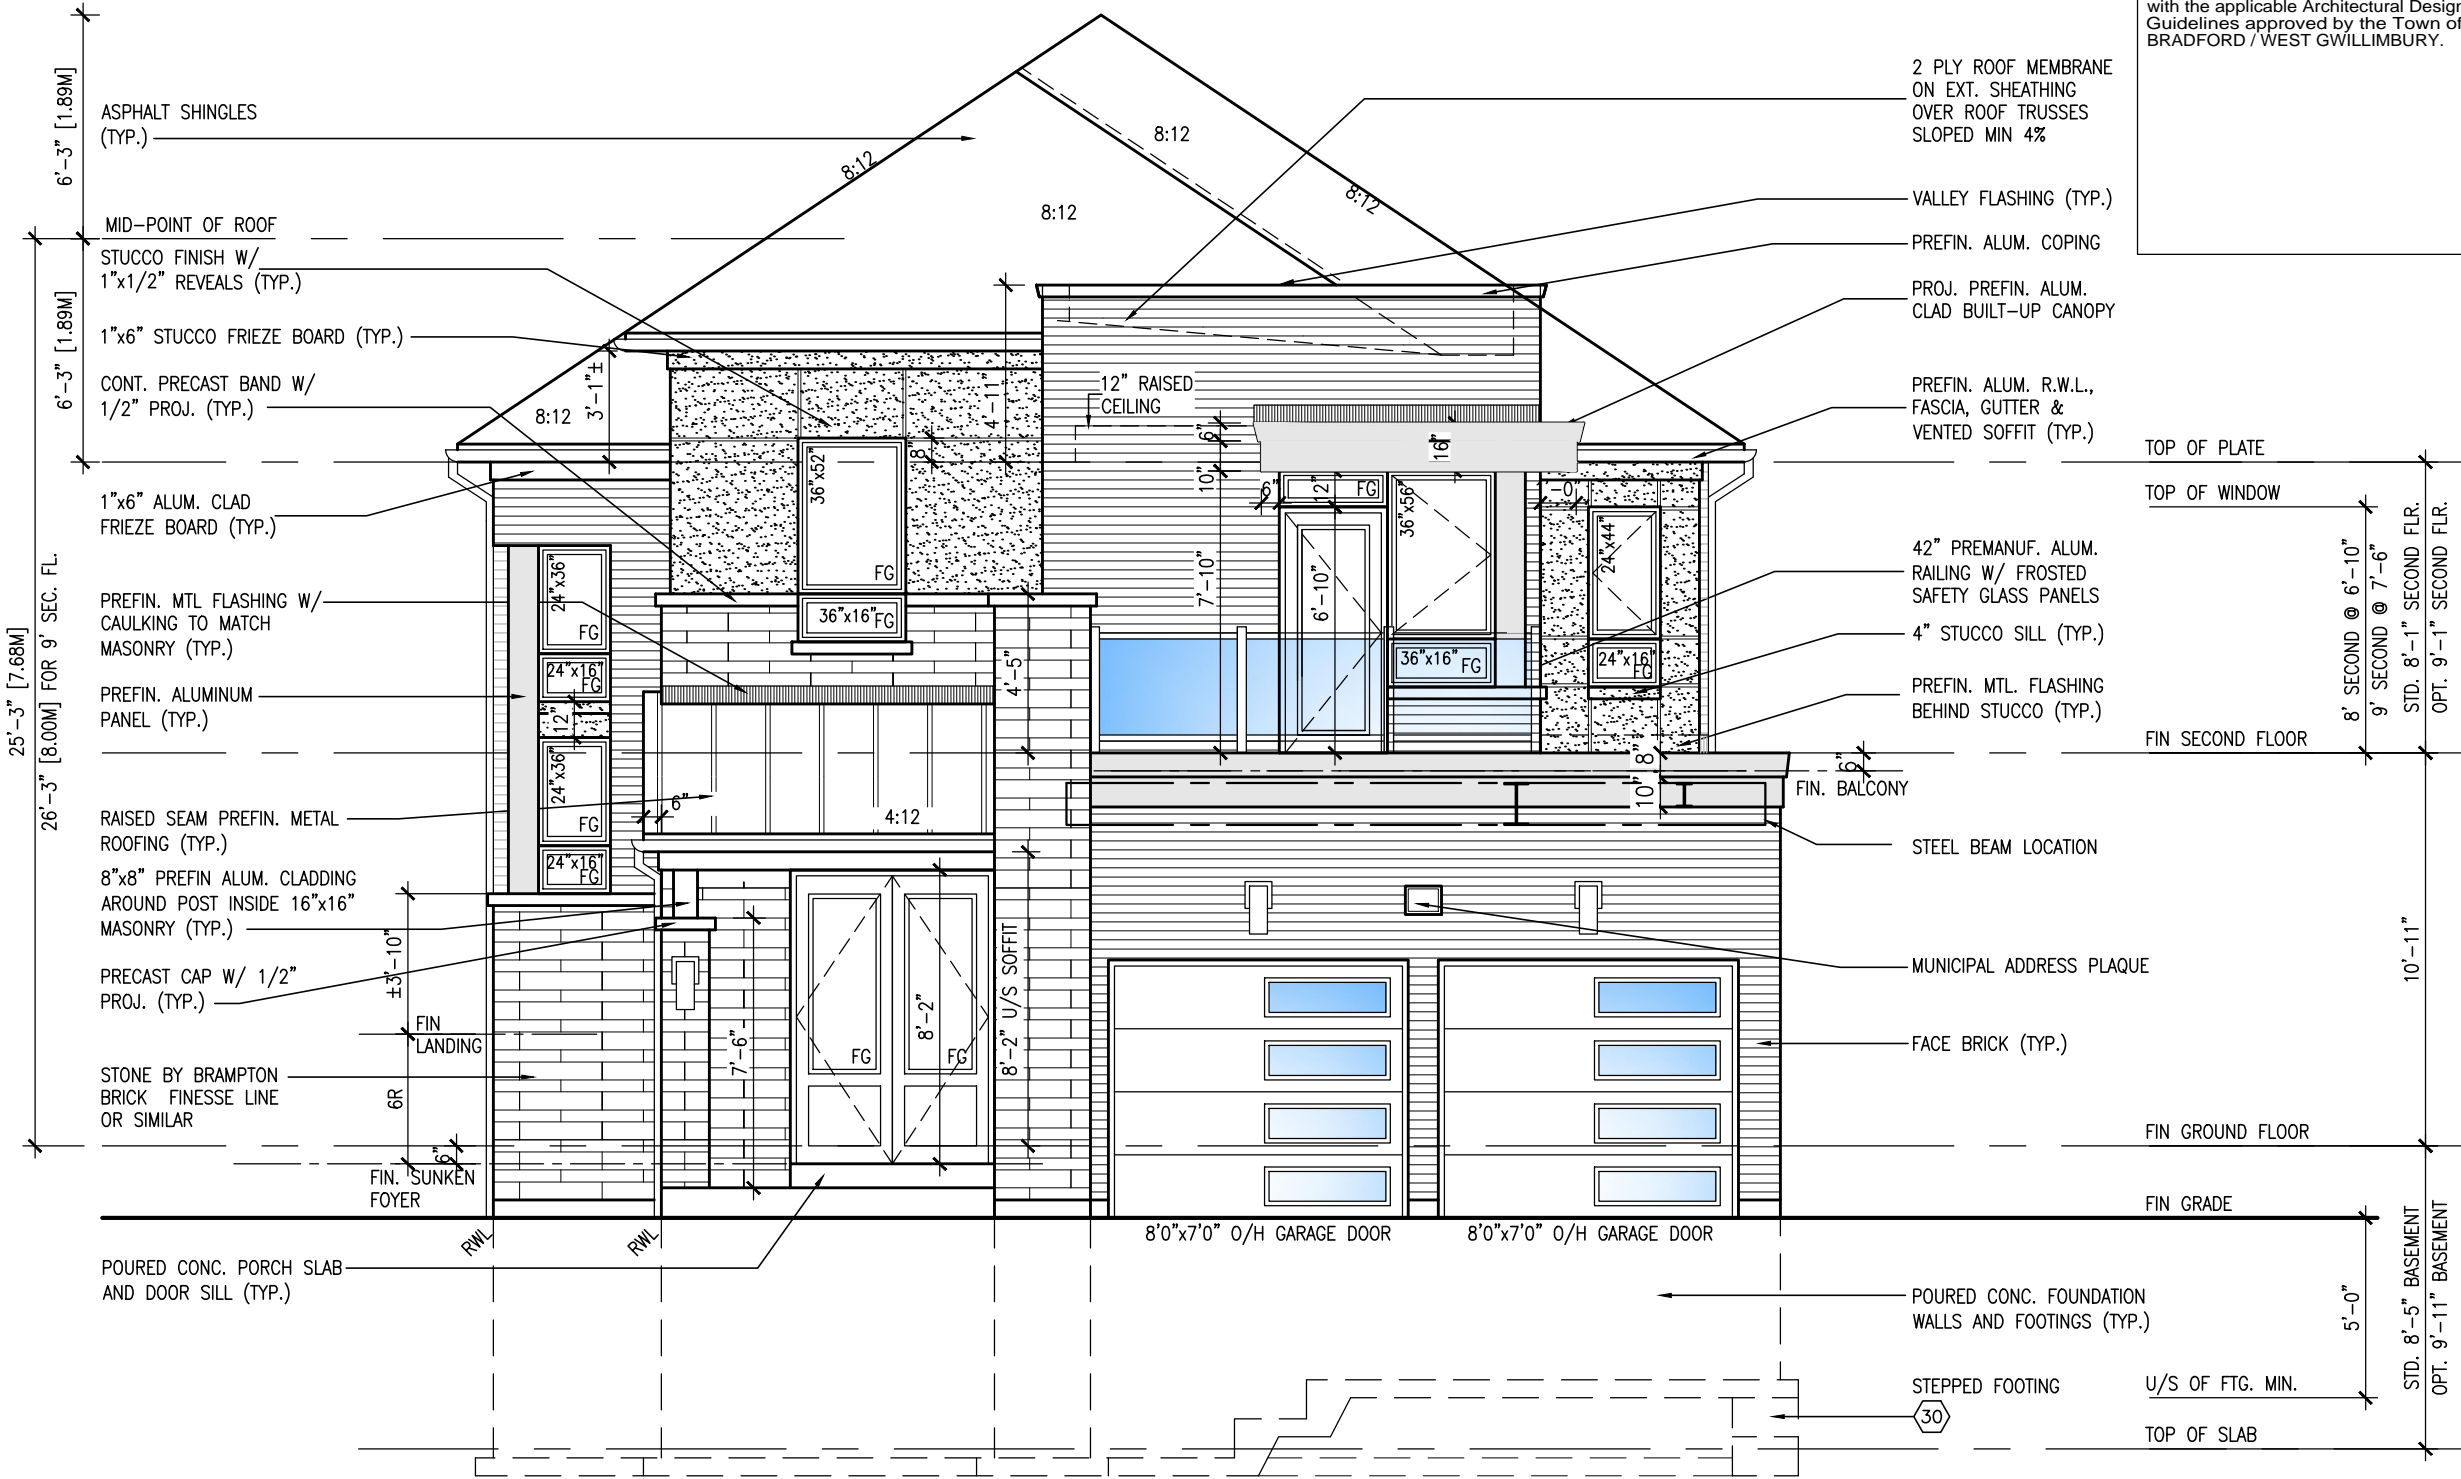 with the applicable Architectural Design
Guidelines approved by the Town of
BRADFORD / WEST GWILLIMBURY.
6'-3" [1.89M]
6'-3" [1.89M]
25'-3" [7.68M]
26'-3" [8.00M] FOR 9' SEC. FL.
ASPHALT SHINGLES
(TYP.)
MID-POINT OF ROOF
STUCCO FINISH W/
1"x1/2" REVEALS (TYP.)
1"x6" STUCCO FRIEZE BOARD (TYP.)
CONT. PRECAST BAND W/
1/2" PROJ. (TYP.)
1"x6" ALUM. CLAD
FRIEZE BOARD (TYP.)
PREFIN. MTL FLASHING W/
CAULKING TO MATCH
MASONRY (TYP.)
PREFIN. ALUMINUM
PANEL (TYP.)
RAISED SEAM PREFIN. METAL
ROOFING (TYP.)
8"x8" PREFIN ALUM. CLADDING
AROUND POST INSIDE 16"x16"
MASONRY (TYP.)
PRECAST CAP W/ 1/2"
PROJ. (TYP.)
STONE BY BRAMPTON
BRICK FINESSE LINE
OR SIMILAR
POURED CONC. PORCH SLAB
AND DOOR SILL (TYP.)
±3'-10"
FIN
LANDING
6R
6"
FIN. SUNKEN
FOYER
RWL
RWL
8:12
8:12
8:12
8:12
8:12
3'-1"±
4'-11"
12" RAISED
CEILING
8"
36"x52"
FG
36"x16" FG
24"x36"
FG
24"x16"
FG
12"
24"x36"
FG
24"x16"
FG
6"
4:12
4'-5"
8'-2" U/S SOFFIT
7'-6"
8'-2"
FG
FG
6"
10"
7'-10"
16"
6"
12"
FG
6'-10"
36"x56"
36"x16" FG
-0"
24"x44"
24"x16"
FG
8"
10"
6"
FIN. BALCONY
8'0"x7'0" O/H GARAGE DOOR
8'0"x7'0" O/H GARAGE DOOR
2 PLY ROOF MEMBRANE
ON EXT. SHEATHING
OVER ROOF TRUSSES
SLOPED MIN 4%
VALLEY FLASHING (TYP.)
PREFIN. ALUM. COPING
PROJ. PREFIN. ALUM.
CLAD BUILT-UP CANOPY
PREFIN. ALUM. R.W.L.,
FASCIA, GUTTER &
VENTED SOFFIT (TYP.)
42" PREMANUF. ALUM.
RAILING W/ FROSTED
SAFETY GLASS PANELS
4" STUCCO SILL (TYP.)
PREFIN. MTL. FLASHING
BEHIND STUCCO (TYP.)
STEEL BEAM LOCATION
MUNICIPAL ADDRESS PLAQUE
FACE BRICK (TYP.)
POURED CONC. FOUNDATION
WALLS AND FOOTINGS (TYP.)
STEPPED FOOTING
30
TOP OF PLATE
TOP OF WINDOW
FIN SECOND FLOOR
FIN GROUND FLOOR
FIN GRADE
U/S OF FTG. MIN.
TOP OF SLAB
8' SECOND @ 6'-10"
9' SECOND @ 7'-6"
STD. 8'-1" SECOND FLR.
OPT. 9'-1" SECOND FLR.
10'-11"
5'-0"
STD. 8'-5" BASEMENT
OPT. 9'-11" BASEMENT